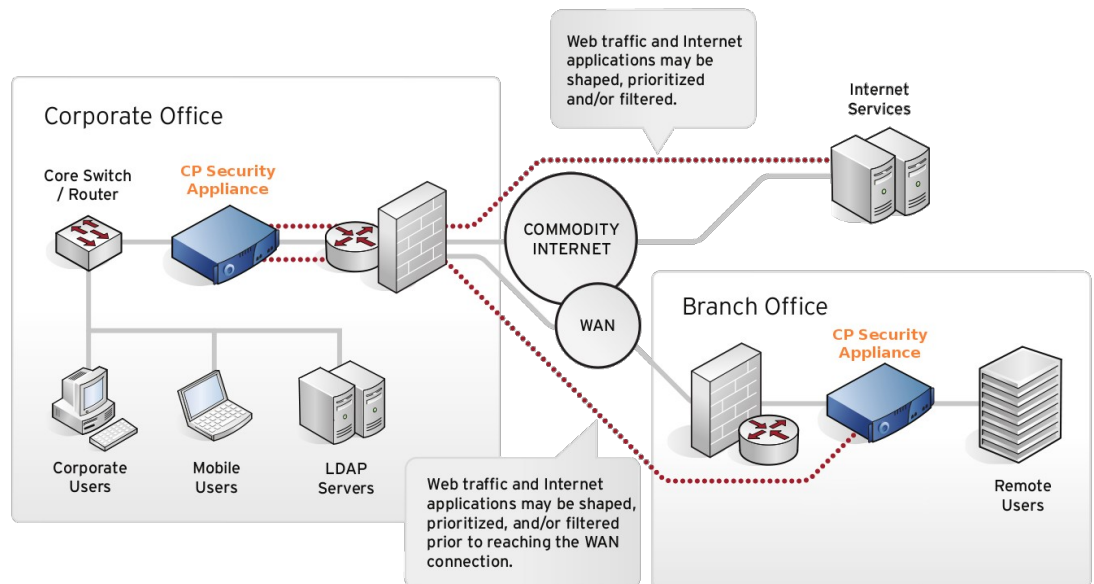 Web traffic and Internet
applications may be
shaped, prioritized
and/or filtered.
Corporate Office
Internet
Services
Core Switch
/ Router
CP Security
Appliance
COMMODITY
INTERNET
WAN
Branch Office
CP Security
Appliance
Corporate
Users
Mobile
Users
LDAP
Servers
Web traffic and Internet
applications may be shaped,
prioritized, and/or filtered
prior to reaching the WAN
connection.
Remote
Users